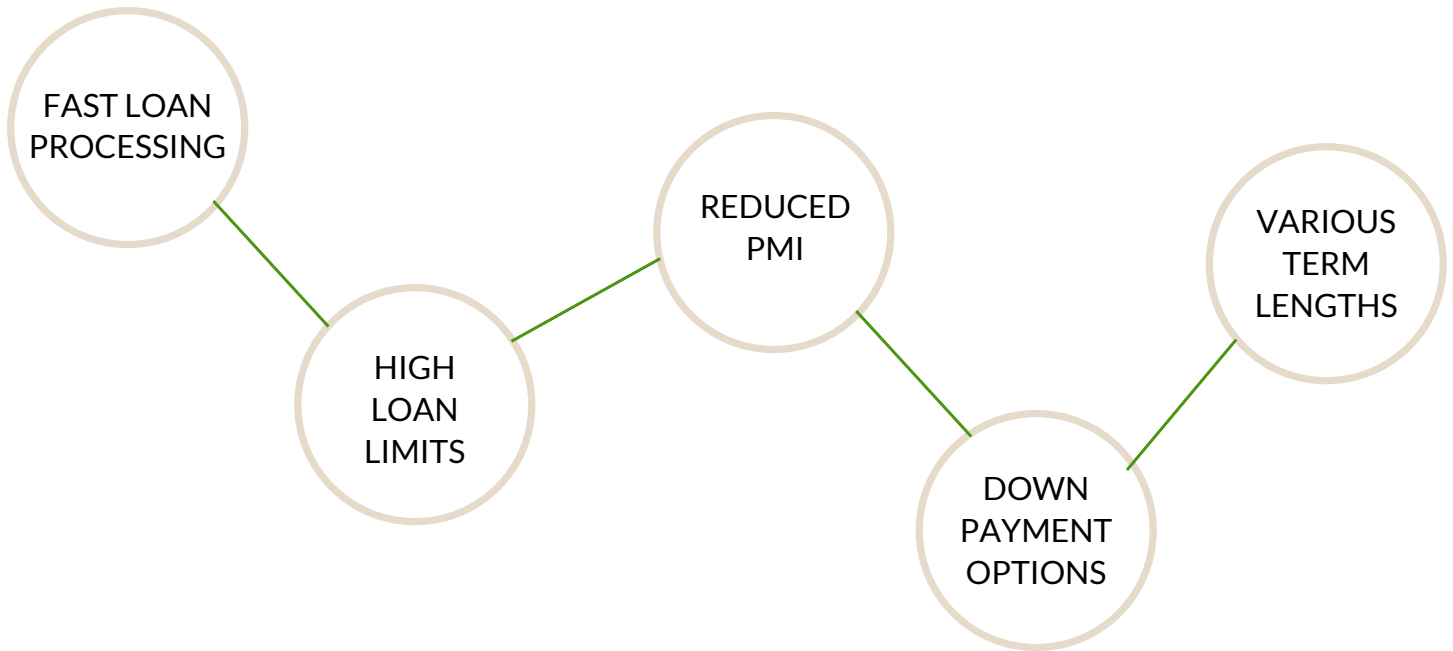 FAST LOAN
PROCESSING
HIGH
LOAN
LIMITS
REDUCED
PMI
DOWN
PAYMENT
OPTIONS
VARIOUS
TERM
LENGTHS